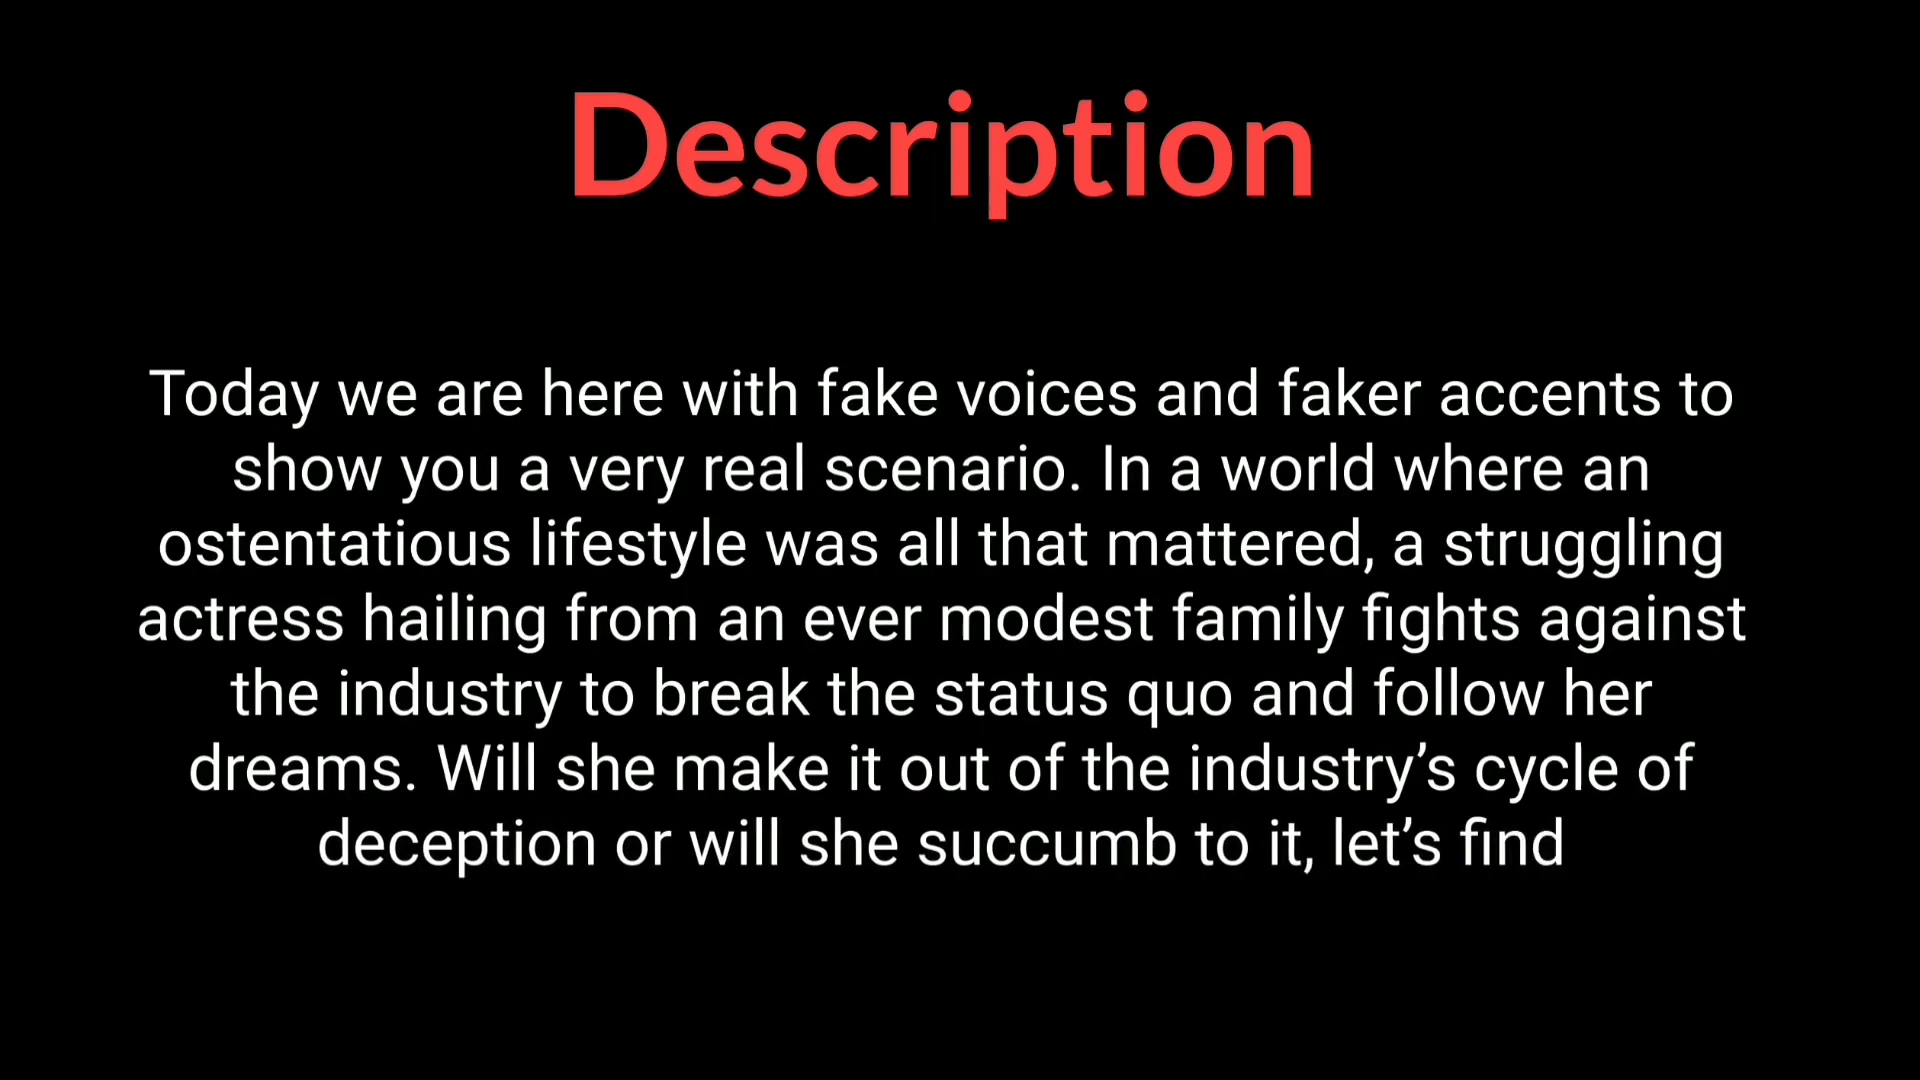 Description
Today we are here with fake voices and faker accents to
show you a very real scenario. In a world where an
ostentatious lifestyle was all that mattered, a struggling
actress hailing from an ever modest family fights against
the industry to break the status quo and follow her
dreams. Will she make it out of the industry’s cycle of
deception or will she succumb to it, let’s find